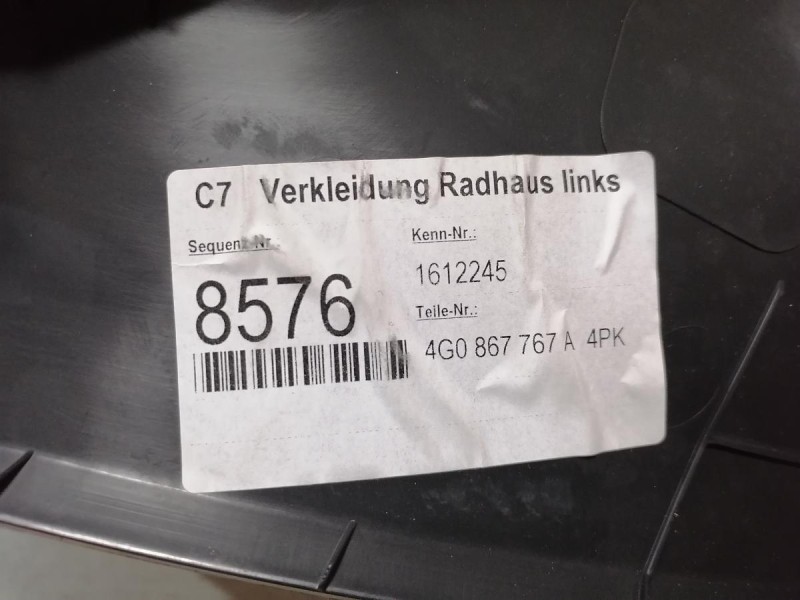 C7 Verkleidung Radhaus links
Sequenz-Nr.
8576
Kenn-Nr.:
1612245
Teile-Nr.:
4G0 867 767 A 4PK